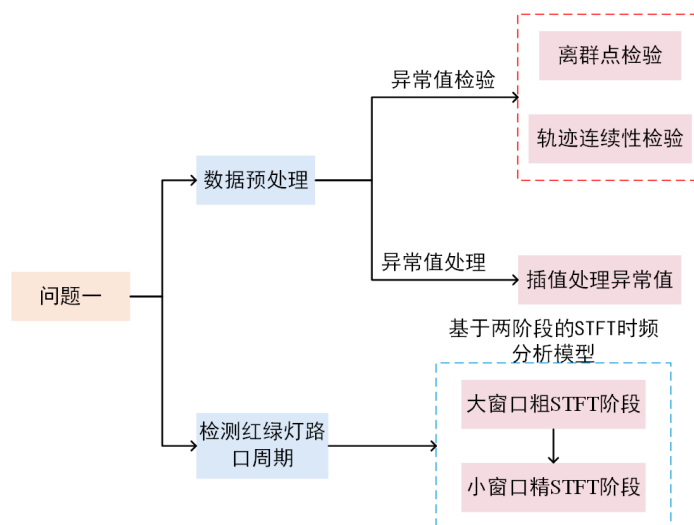 离群点检验
异常值检验
轨迹连续性检验
数据预处理
异常值处理
插值处理异常值
问题一
基于两阶段的STFT时频
分析模型
大窗口粗STFT阶段
检测红绿灯路
口周期
小窗口精STFT阶段